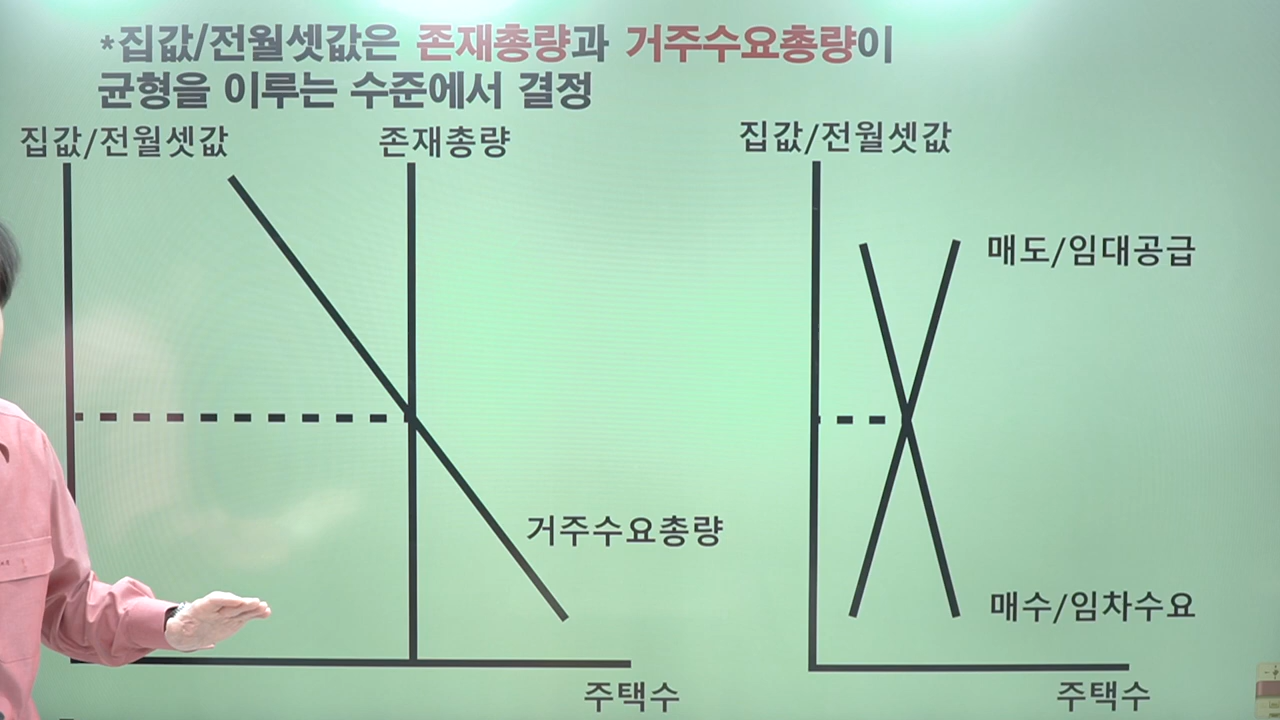 *집값/전월셋값은 존재총량과 거주수요총량이
균형을 이루는 수준에서 결정
집값/전월셋값
존재총량
거주수요총량
주택수
집값/전월셋값
매도/임대공급
매수/임차수요
주택수